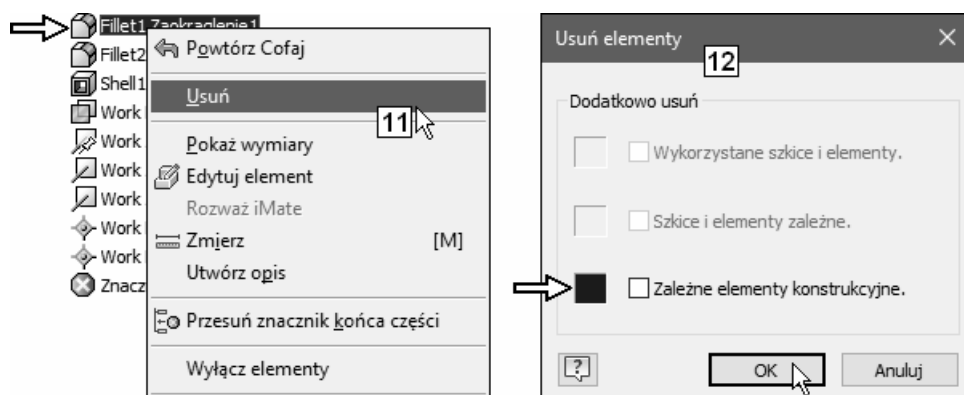 Fillet1 Zaokrąglenie1
Fillet2
Shell1
Work
Work
Work
Work
Work
Work
Znacz
Powtórz Cofaj
Usuń
11
Pokaż wymiary
Edytuj element
Rozważ iMate
Zmierz [M]
Utwórz opis
Przesuń znacznik końca części
Wyłącz elementy
Usuń elementy
12
Dodatkowo usuń
Wykorzystane szkice i elementy.
Szkice i elementy zależne.
Zależne elementy konstrukcyjne.
?
OK
Anuluj